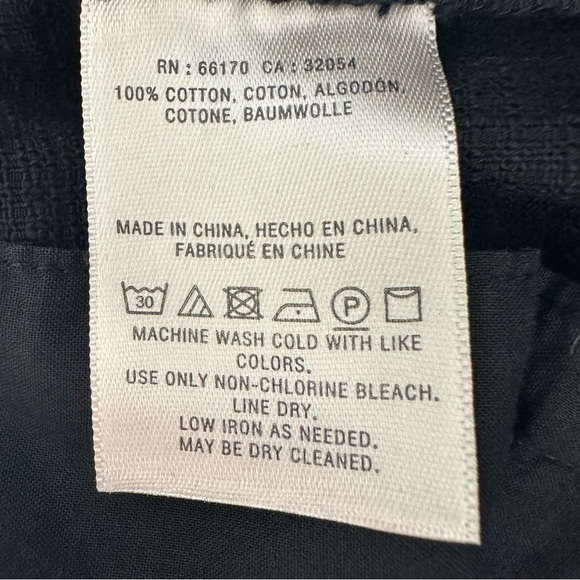 RN : 66170 CA : 32054
100% COTTON, COTON, ALGODÓN,
COTONE, BAUMWOLLE
MADE IN CHINA, HECHO EN CHINA,
FABRIQUÉ EN CHINE
30 P
MACHINE WASH COLD WITH LIKE
COLORS.
USE ONLY NON-CHLORINE BLEACH.
LINE DRY.
LOW IRON AS NEEDED.
MAY BE DRY CLEANED.